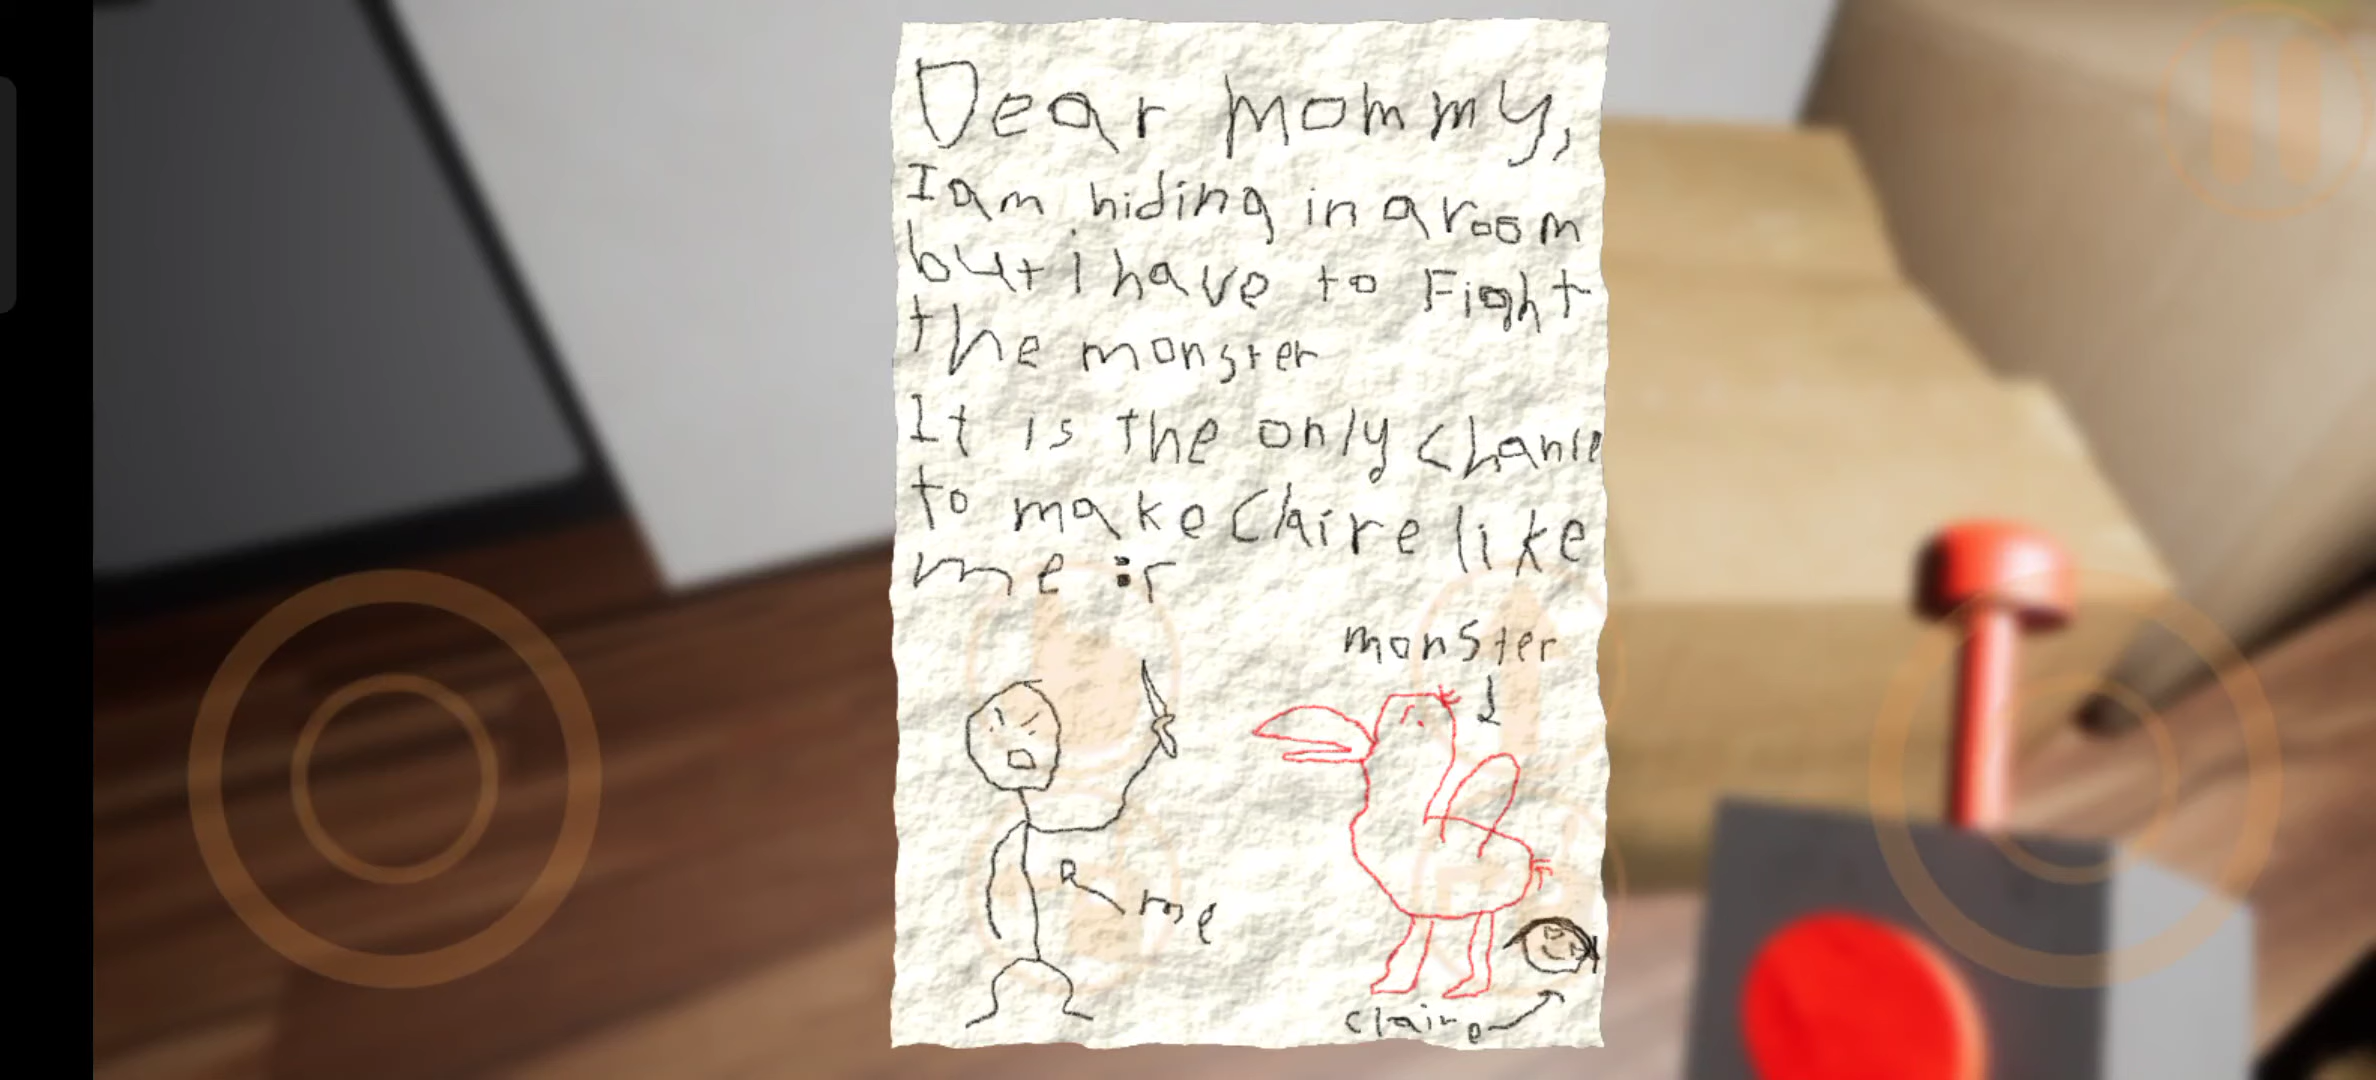 Dear Mommy,
I am hiding in a room
but i have to Fight
the monster
It is the only chance
to make Claire like
me :r
monster
me
claire